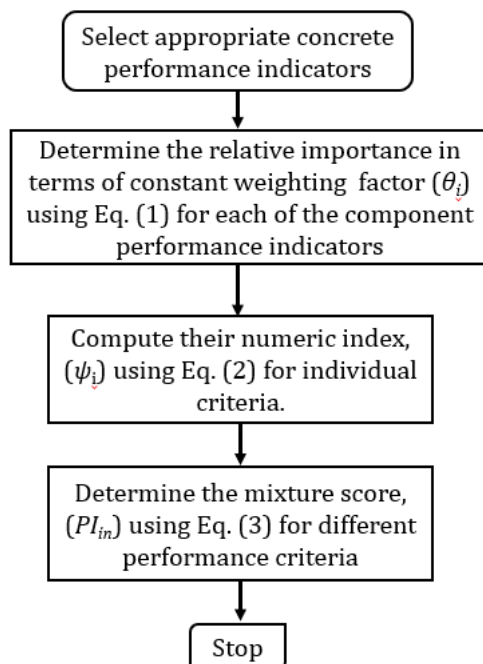 Select appropriate concrete
performance indicators
Determine the relative importance in
terms of constant weighting factor (θᵢ)
using Eq. (1) for each of the component
performance indicators
Compute their numeric index,
(ψᵢ) using Eq. (2) for individual
criteria.
Determine the mixture score,
(PIᵢₙ) using Eq. (3) for different
performance criteria
Stop